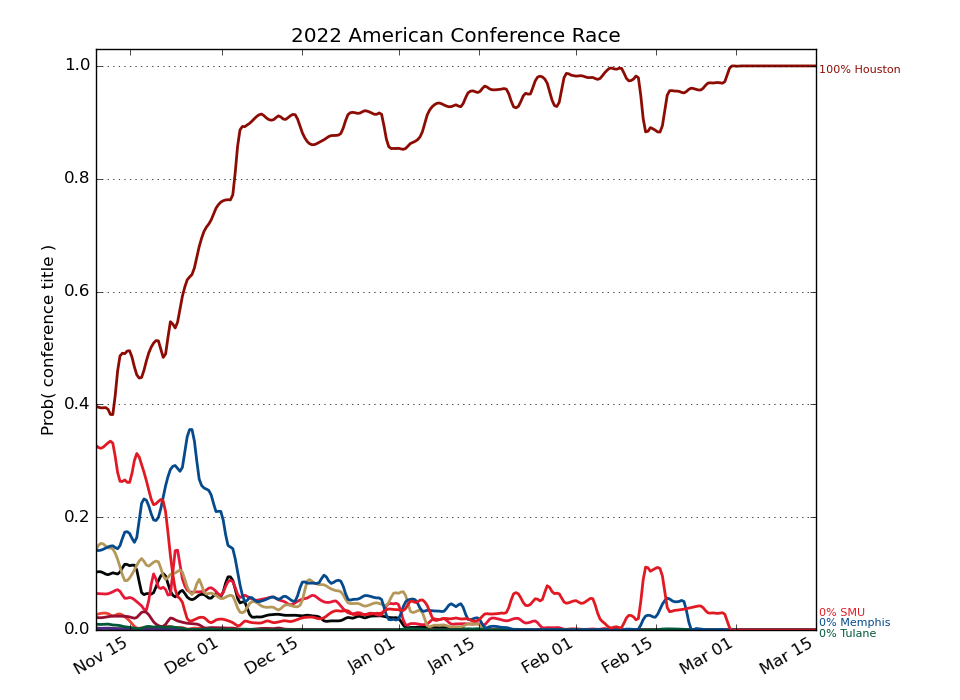 2022 American Conference Race
Prob( conference title )
1.0
0.8
0.6
0.4
0.2
0.0
100% Houston
0% SMU
0% Memphis
0% Tulane
Nov 15
Dec 01
Dec 15
Jan 01
Jan 15
Feb 01
Feb 15
Mar 01
Mar 15